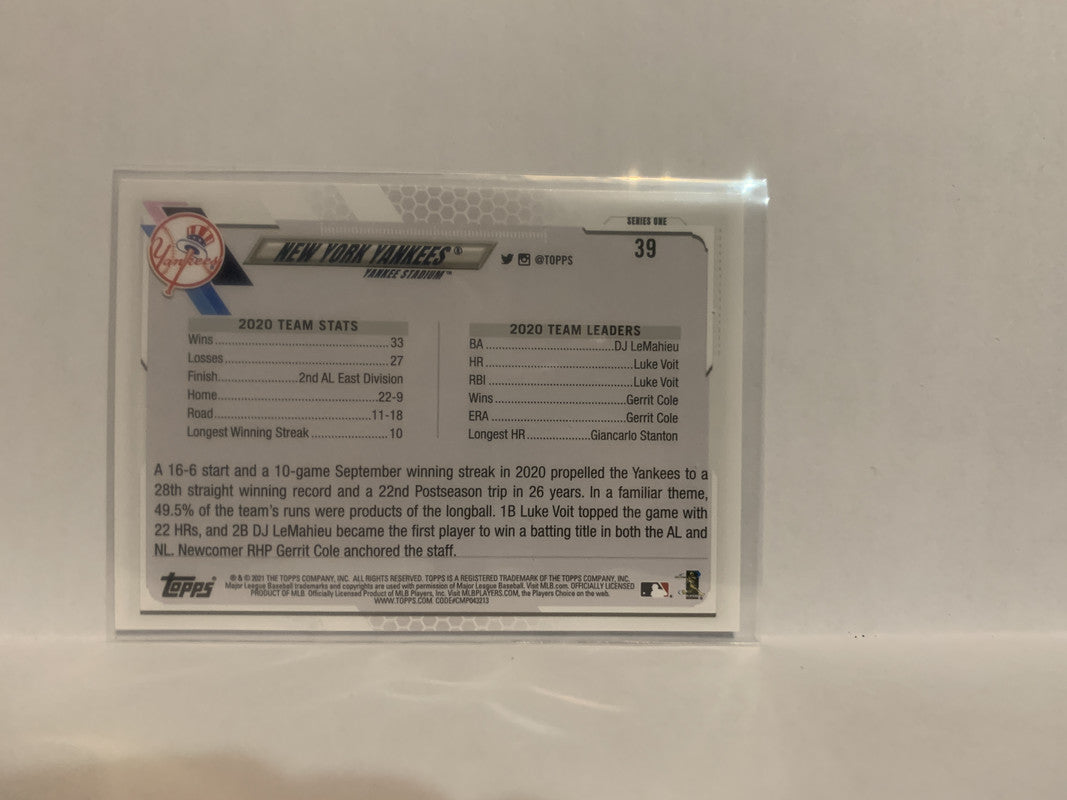 SERIES ONE
39
Yankees
NEW YORK YANKEES®
YANKEE STADIUM™
@TOPPS
2020 TEAM STATS
Wins 33
Losses 27
Finish 2nd AL East Division
Home 22-9
Road 11-18
Longest Winning Streak 10
2020 TEAM LEADERS
BA DJ LeMahieu
HR Luke Voit
RBI Luke Voit
Wins Gerrit Cole
ERA Gerrit Cole
Longest HR Giancarlo Stanton
A 16-6 start and a 10-game September winning streak in 2020 propelled the Yankees to a
28th straight winning record and a 22nd Postseason trip in 26 years. In a familiar theme,
49.5% of the team's runs were products of the longball. 1B Luke Voit topped the game with
22 HRs, and 2B DJ LeMahieu became the first player to win a batting title in both the AL and
NL. Newcomer RHP Gerrit Cole anchored the staff.
Topps
® & © 2021 THE TOPPS COMPANY, INC. ALL RIGHTS RESERVED. TOPPS IS A REGISTERED TRADEMARK OF THE TOPPS COMPANY, INC.
Major League Baseball trademarks and copyrights are used with permission of Major League Baseball. Visit MLB.com. OFFICIALLY LICENSED
PRODUCT OF MLB Officially Licensed Product of MLB Players, Inc. Visit MLBPLAYERS.COM, the Players Choice on the web.
WWW.TOPPS.COM CODE#CMP043213